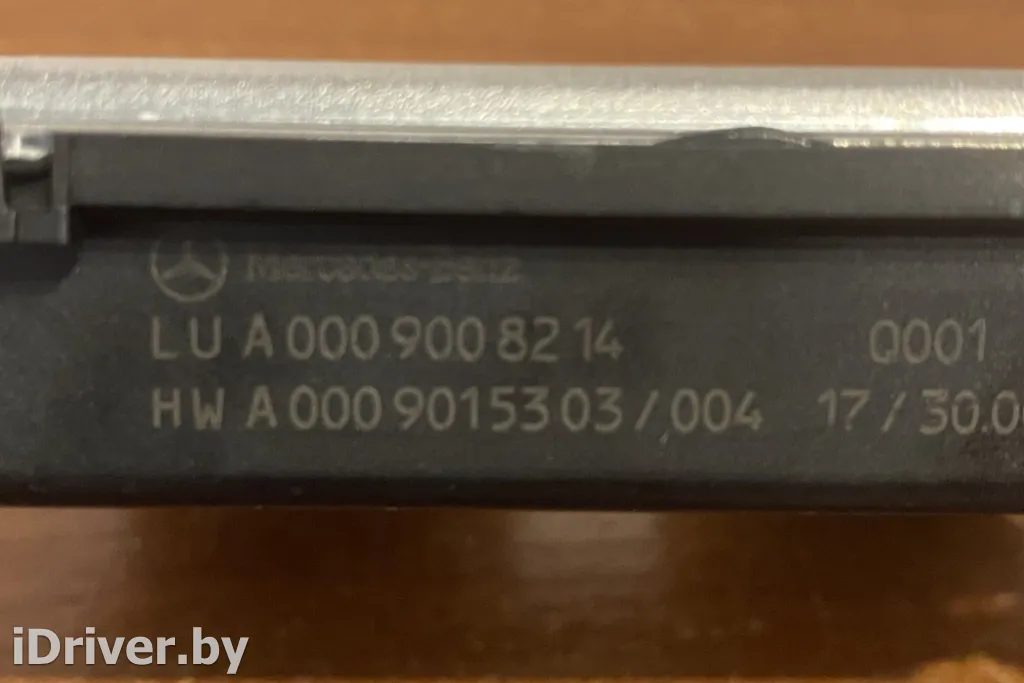 Mercedes-Benz
LU A 000 900 82 14 Q001
HW A 000 901 53 03 / 004 17 / 30.0
iDriver.by